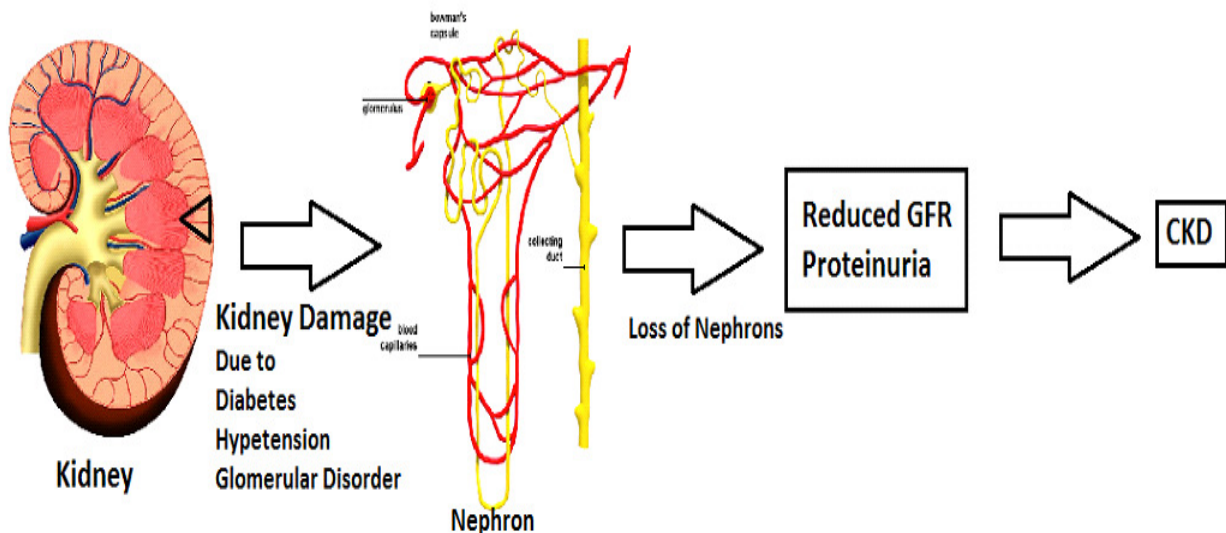 Kidney
Kidney Damage
Due to
Diabetes
Hypetension
Glomerular Disorder
bowman's
capsule
glomerulus
blood
capillaries
collecting
duct
Nephron
Loss of Nephrons
Reduced GFR
Proteinuria
CKD